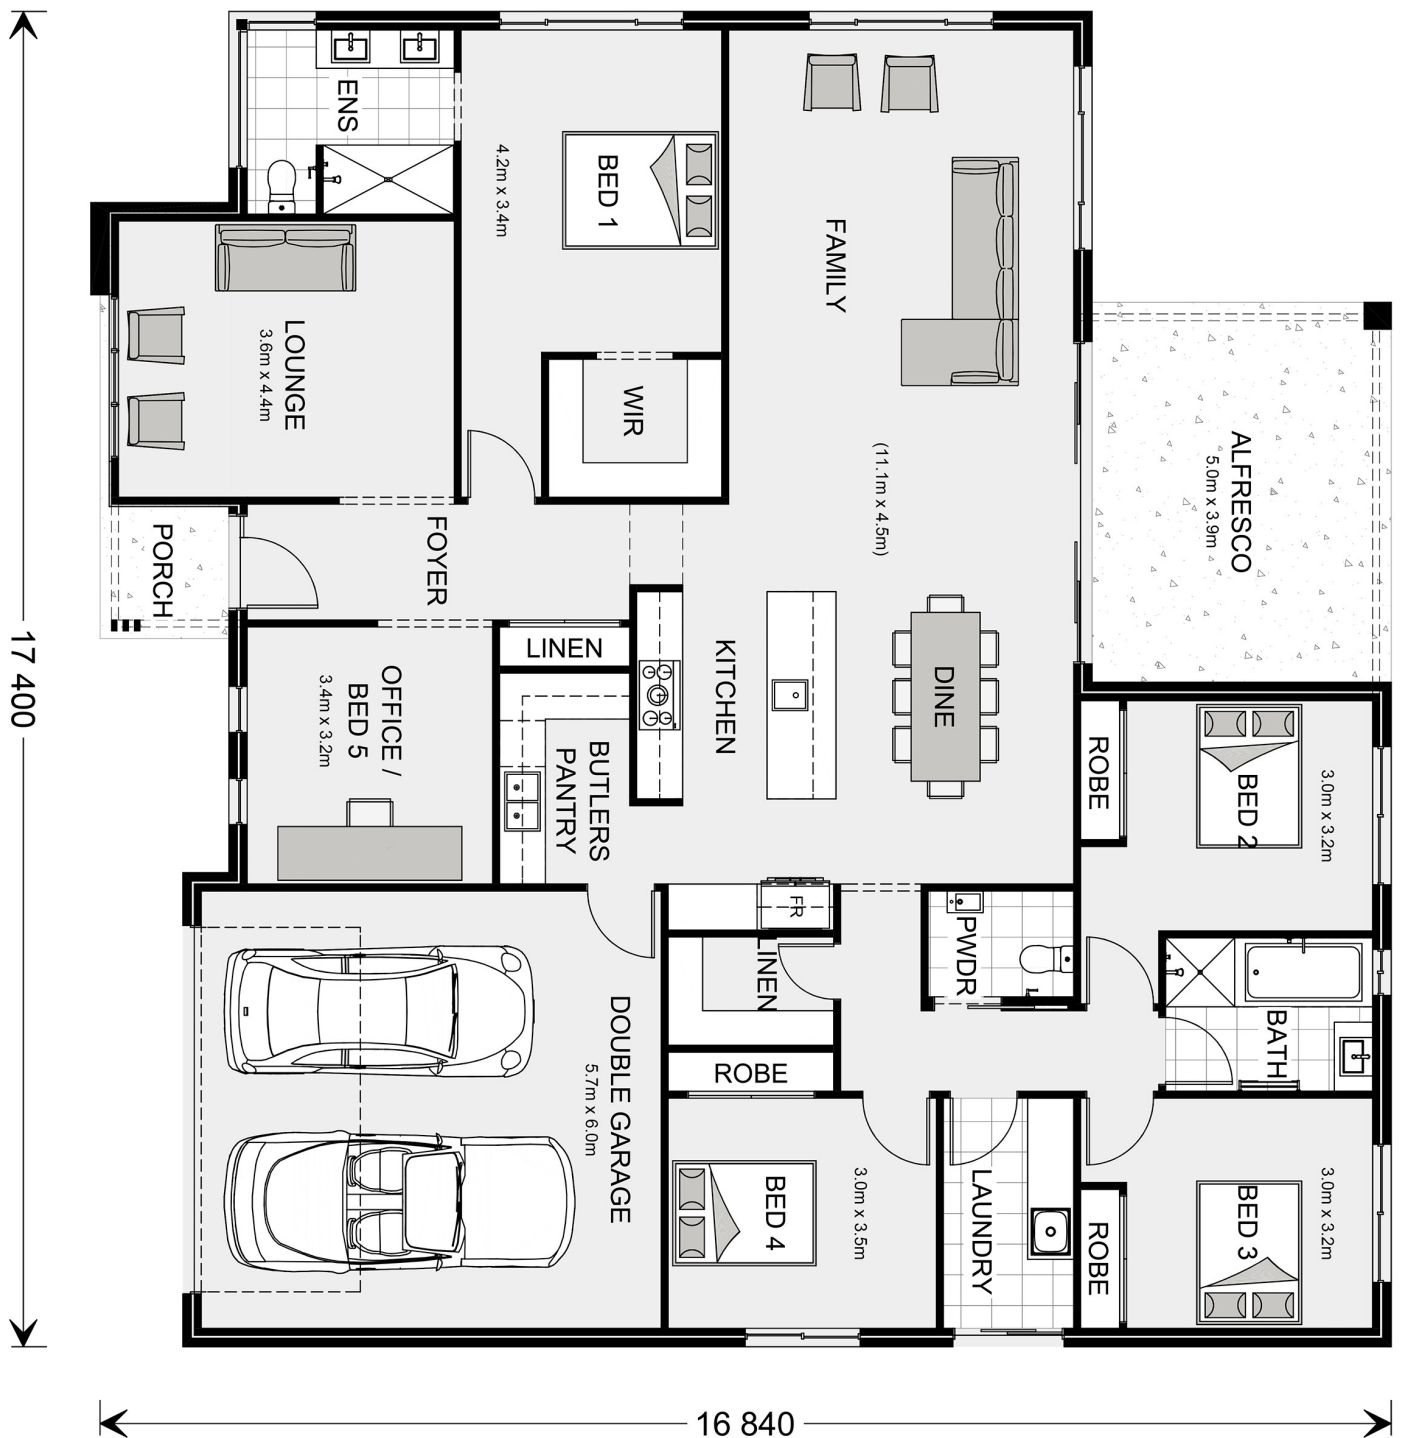 ENS
BED 1
4.2m x 3.4m
FAMILY
(11.1m x 4.5m)
LOUNGE
3.6m x 4.4m
WIR
ALFRESCO
5.0m x 3.9m
PORCH
FOYER
LINEN
OFFICE /
BED 5
3.4m x 3.2m
BUTLERS
PANTRY
KITCHEN
DINE
ROBE
BED 2
3.0m x 3.2m
FR
PWDR
LINEN
BATH
DOUBLE GARAGE
5.7m x 6.0m
ROBE
BED 4
3.0m x 3.5m
LAUNDRY
ROBE
BED 3
3.0m x 3.2m
17 400
16 840